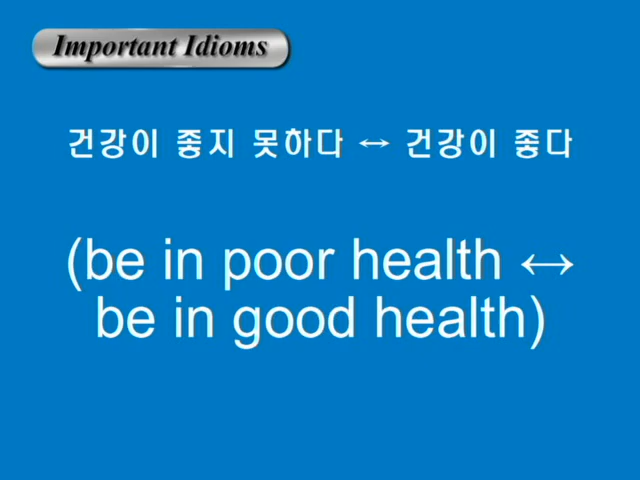 Important Idioms
건강이 좋지 못하다 ↔ 건강이 좋다
(be in poor health ↔
be in good health)